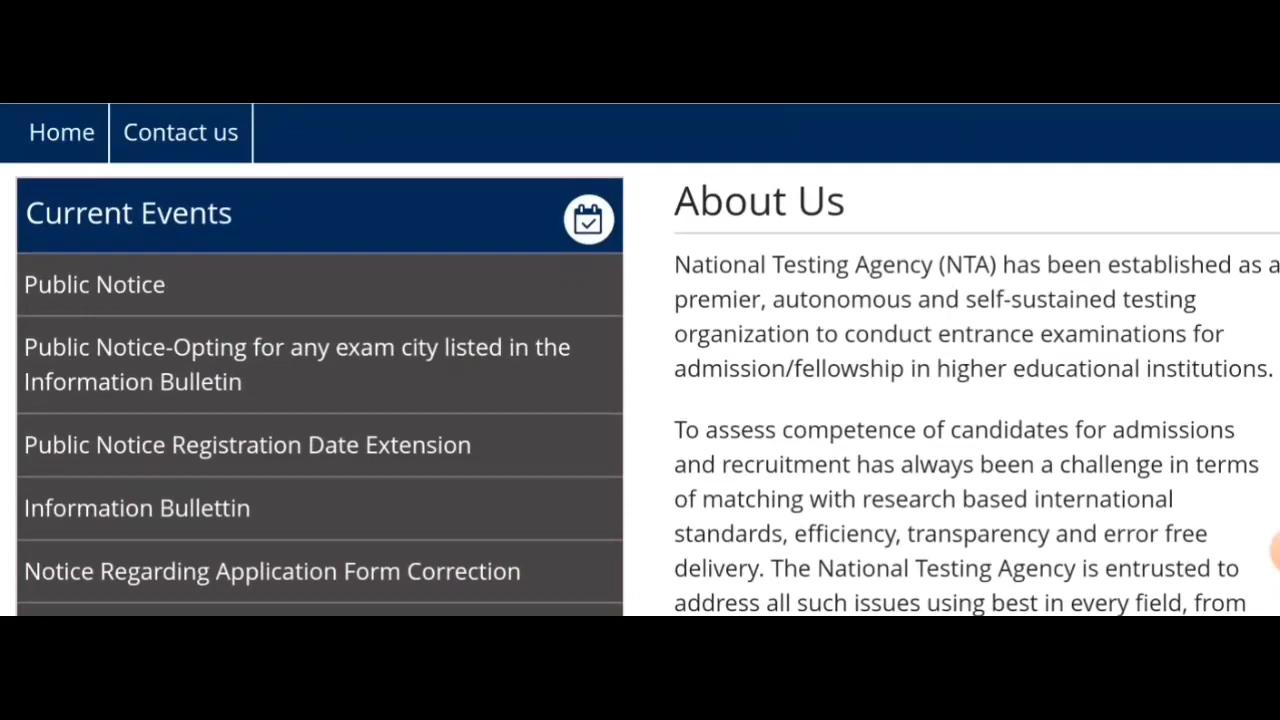 Home
Contact us
Current Events
Public Notice
Public Notice-Opting for any exam city listed in the
Information Bulletin
Public Notice Registration Date Extension
Information Bullettin
Notice Regarding Application Form Correction
About Us
National Testing Agency (NTA) has been established as a
premier, autonomous and self-sustained testing
organization to conduct entrance examinations for
admission/fellowship in higher educational institutions.
To assess competence of candidates for admissions
and recruitment has always been a challenge in terms
of matching with research based international
standards, efficiency, transparency and error free
delivery. The National Testing Agency is entrusted to
address all such issues using best in every field, from